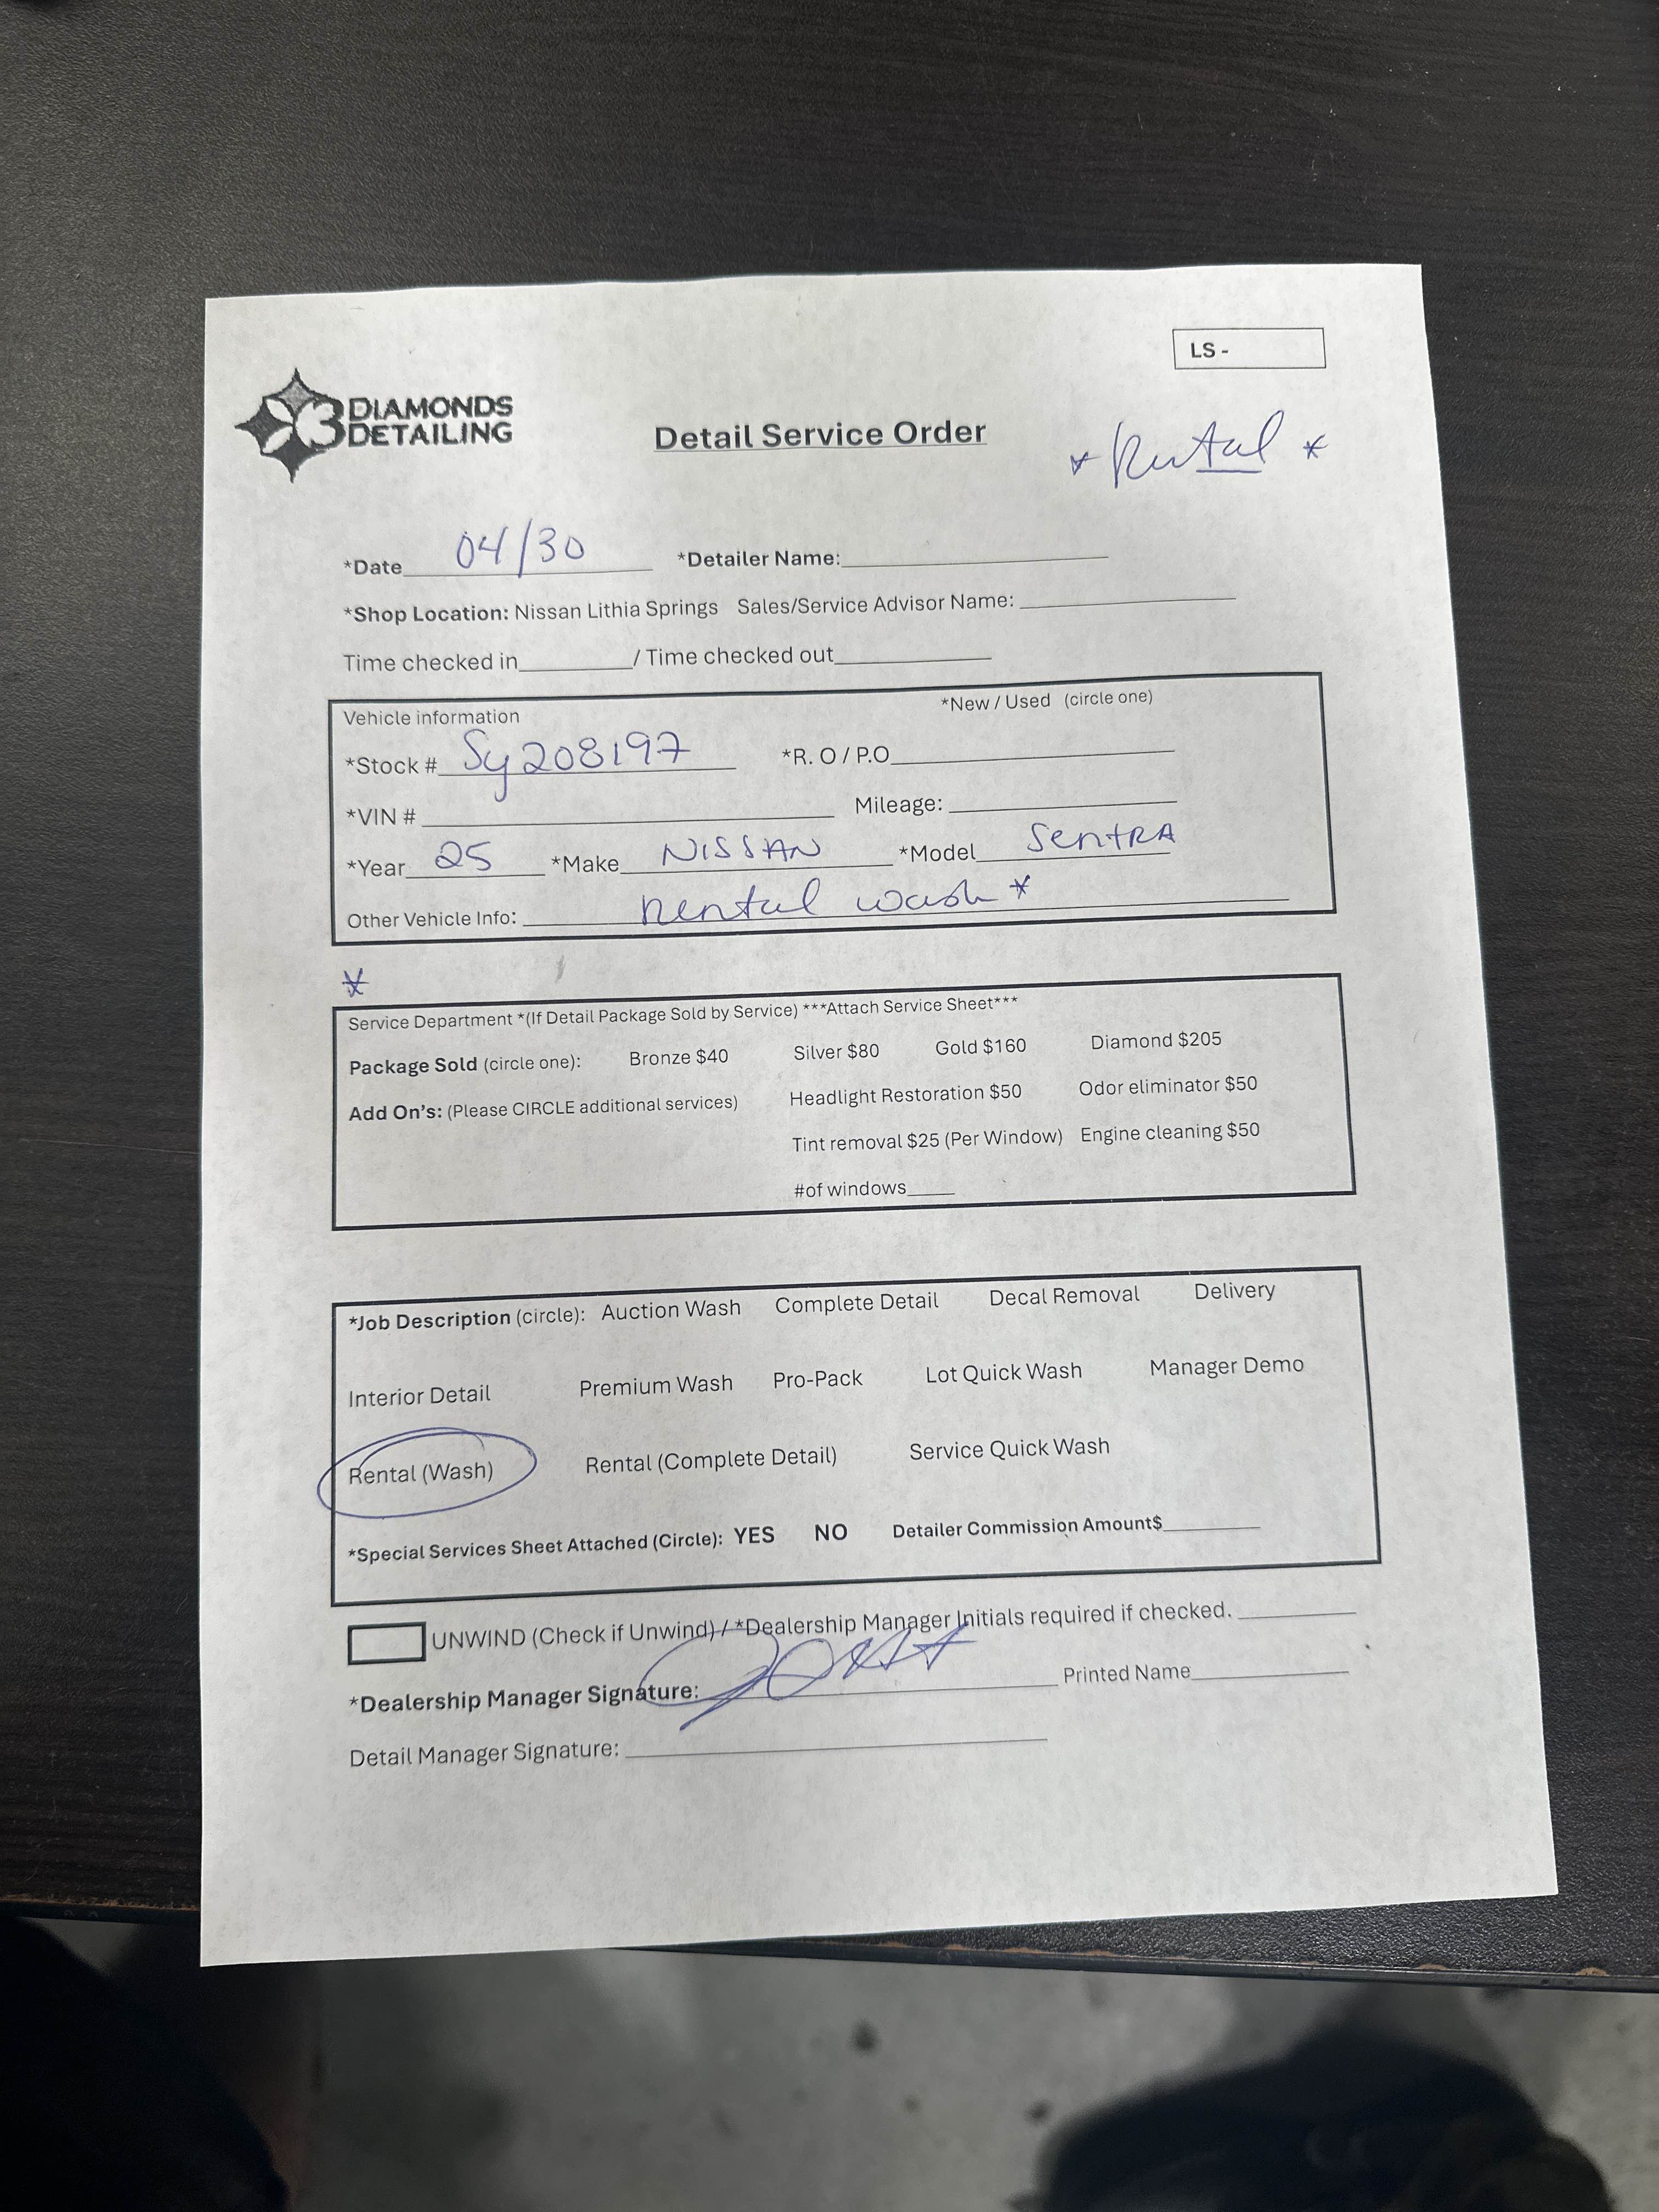 LS -
3 DIAMONDS
DETAILING
Detail Service Order
* Rental *
*Date 04/30 *Detailer Name:
*Shop Location: Nissan Lithia Springs Sales/Service Advisor Name:
Time checked in / Time checked out
Vehicle information *New / Used (circle one)
*Stock # Sy208197 *R. O / P.O
*VIN # Mileage:
*Year 25 *Make NISSAN *Model SentRA
Other Vehicle Info: Rental wash *
*
Service Department *(If Detail Package Sold by Service) ***Attach Service Sheet***
Package Sold (circle one): Bronze $40 Silver $80 Gold $160 Diamond $205
Add On's: (Please CIRCLE additional services) Headlight Restoration $50 Odor eliminator $50
Tint removal $25 (Per Window) Engine cleaning $50
#of windows
*Job Description (circle): Auction Wash Complete Detail Decal Removal Delivery
Interior Detail Premium Wash Pro-Pack Lot Quick Wash Manager Demo
Rental (Wash) Rental (Complete Detail) Service Quick Wash
*Special Services Sheet Attached (Circle): YES NO Detailer Commission Amount$
UNWIND (Check if Unwind) / *Dealership Manager Initials required if checked.
*Dealership Manager Signature: Printed Name
Detail Manager Signature: